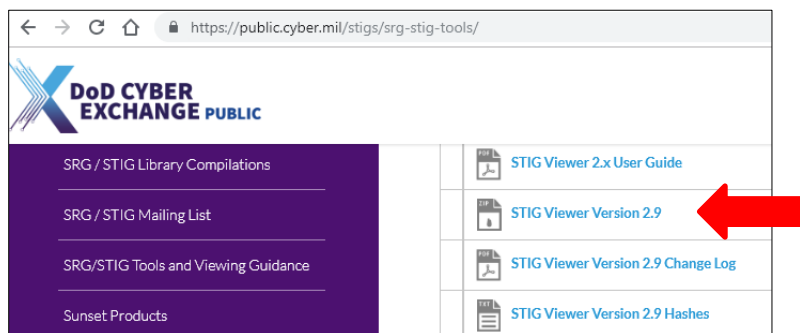 https://public.cyber.mil/stigs/srg-stig-tools/
DoD CYBER
EXCHANGE PUBLIC
SRG / STIG Library Compilations
SRG / STIG Mailing List
SRG/STIG Tools and Viewing Guidance
Sunset Products
PDF
STIG Viewer 2.x User Guide
ZIP
STIG Viewer Version 2.9
PDF
STIG Viewer Version 2.9 Change Log
TXT
STIG Viewer Version 2.9 Hashes